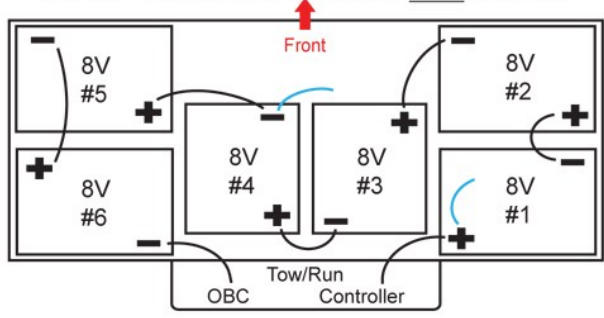 Front
− 8V #5 +
− 8V #2 +
− 8V #4 +
+ 8V #3 −
+ 8V #6 −
− 8V #1 +
Tow/Run
OBC
Controller